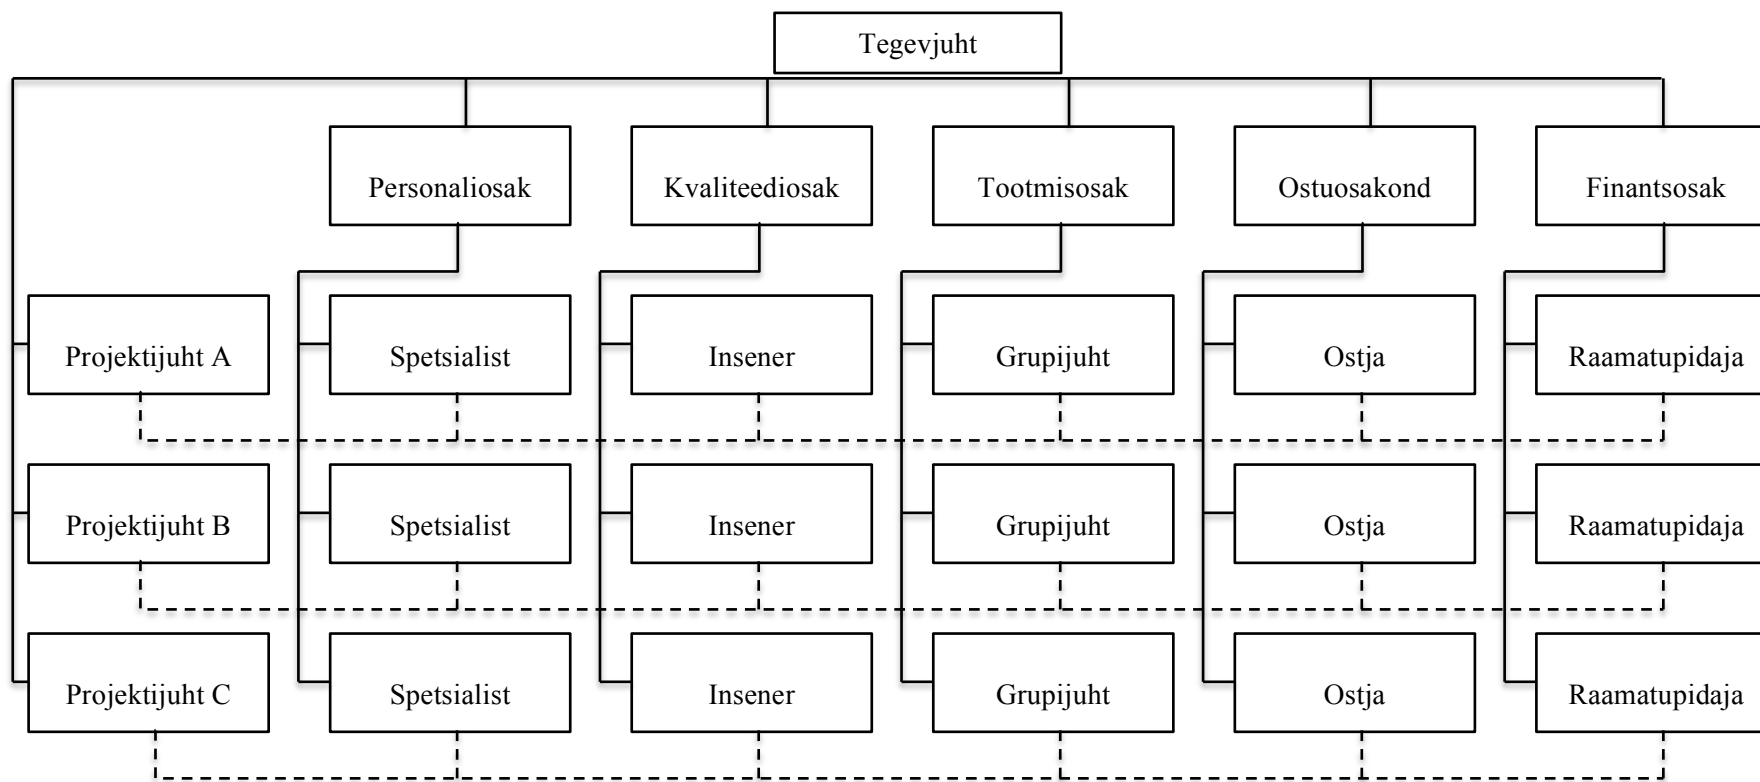 Tegevjuht
Personaliosak
Kvaliteediosak
Tootmisosak
Ostuosakond
Finantsosak
Projektijuht A
Spetsialist
Insener
Grupijuht
Ostja
Raamatupidaja
Projektijuht B
Spetsialist
Insener
Grupijuht
Ostja
Raamatupidaja
Projektijuht C
Spetsialist
Insener
Grupijuht
Ostja
Raamatupidaja